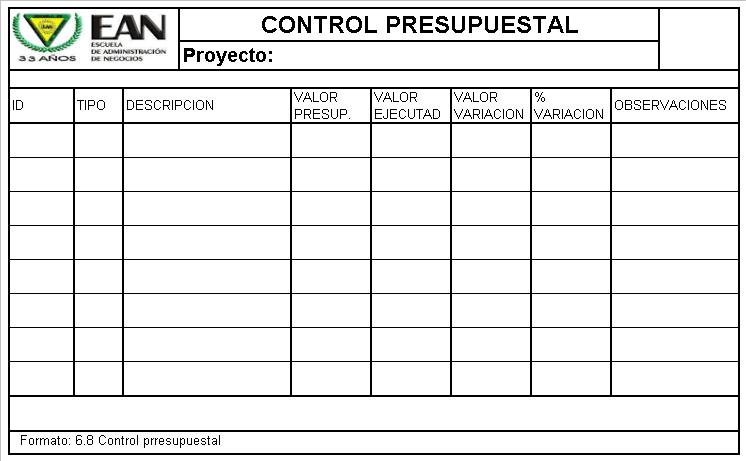 EAN
ESCUELA
DE ADMINISTRACIÓN
DE NEGOCIOS
33 AÑOS
CONTROL PRESUPUESTAL
Proyecto:
ID
TIPO
DESCRIPCION
VALOR
PRESUP.
VALOR
EJECUTAD
VALOR
VARIACION
%
VARIACION
OBSERVACIONES
Formato: 6.8 Control prresupuestal